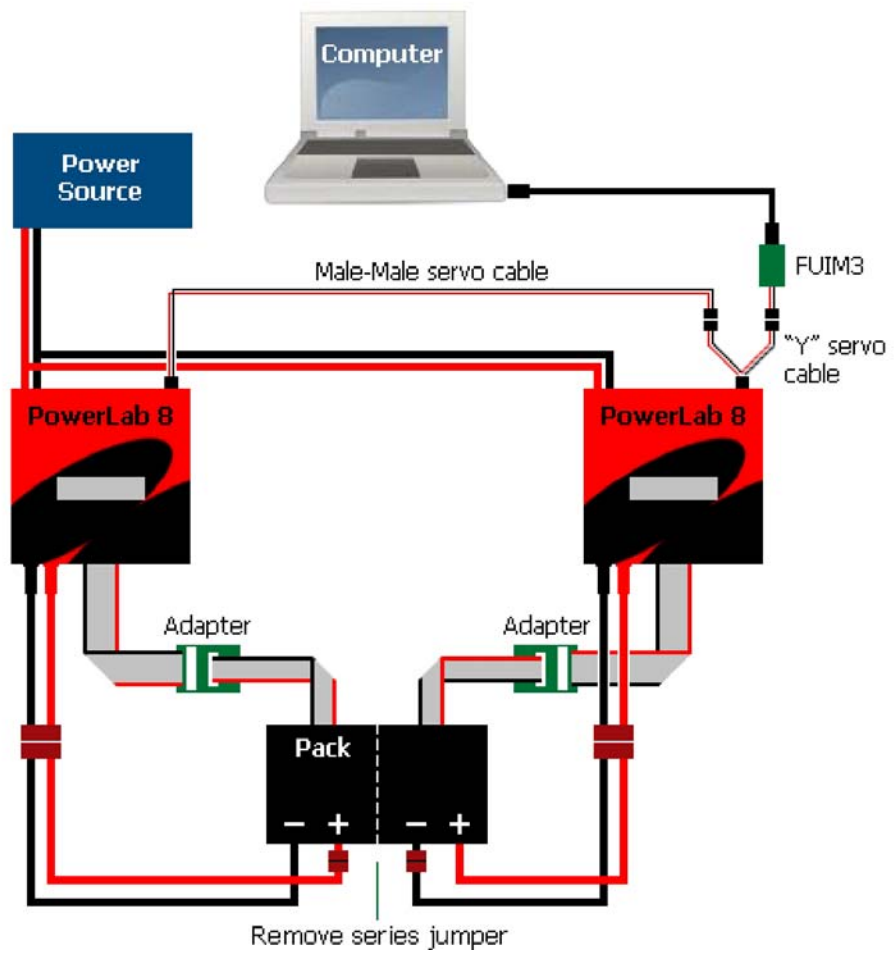 Computer
Power
Source
Male-Male servo cable
FUIM3
"Y" servo
cable
PowerLab 8
PowerLab 8
Adapter
Adapter
Pack
− + − +
Remove series jumper